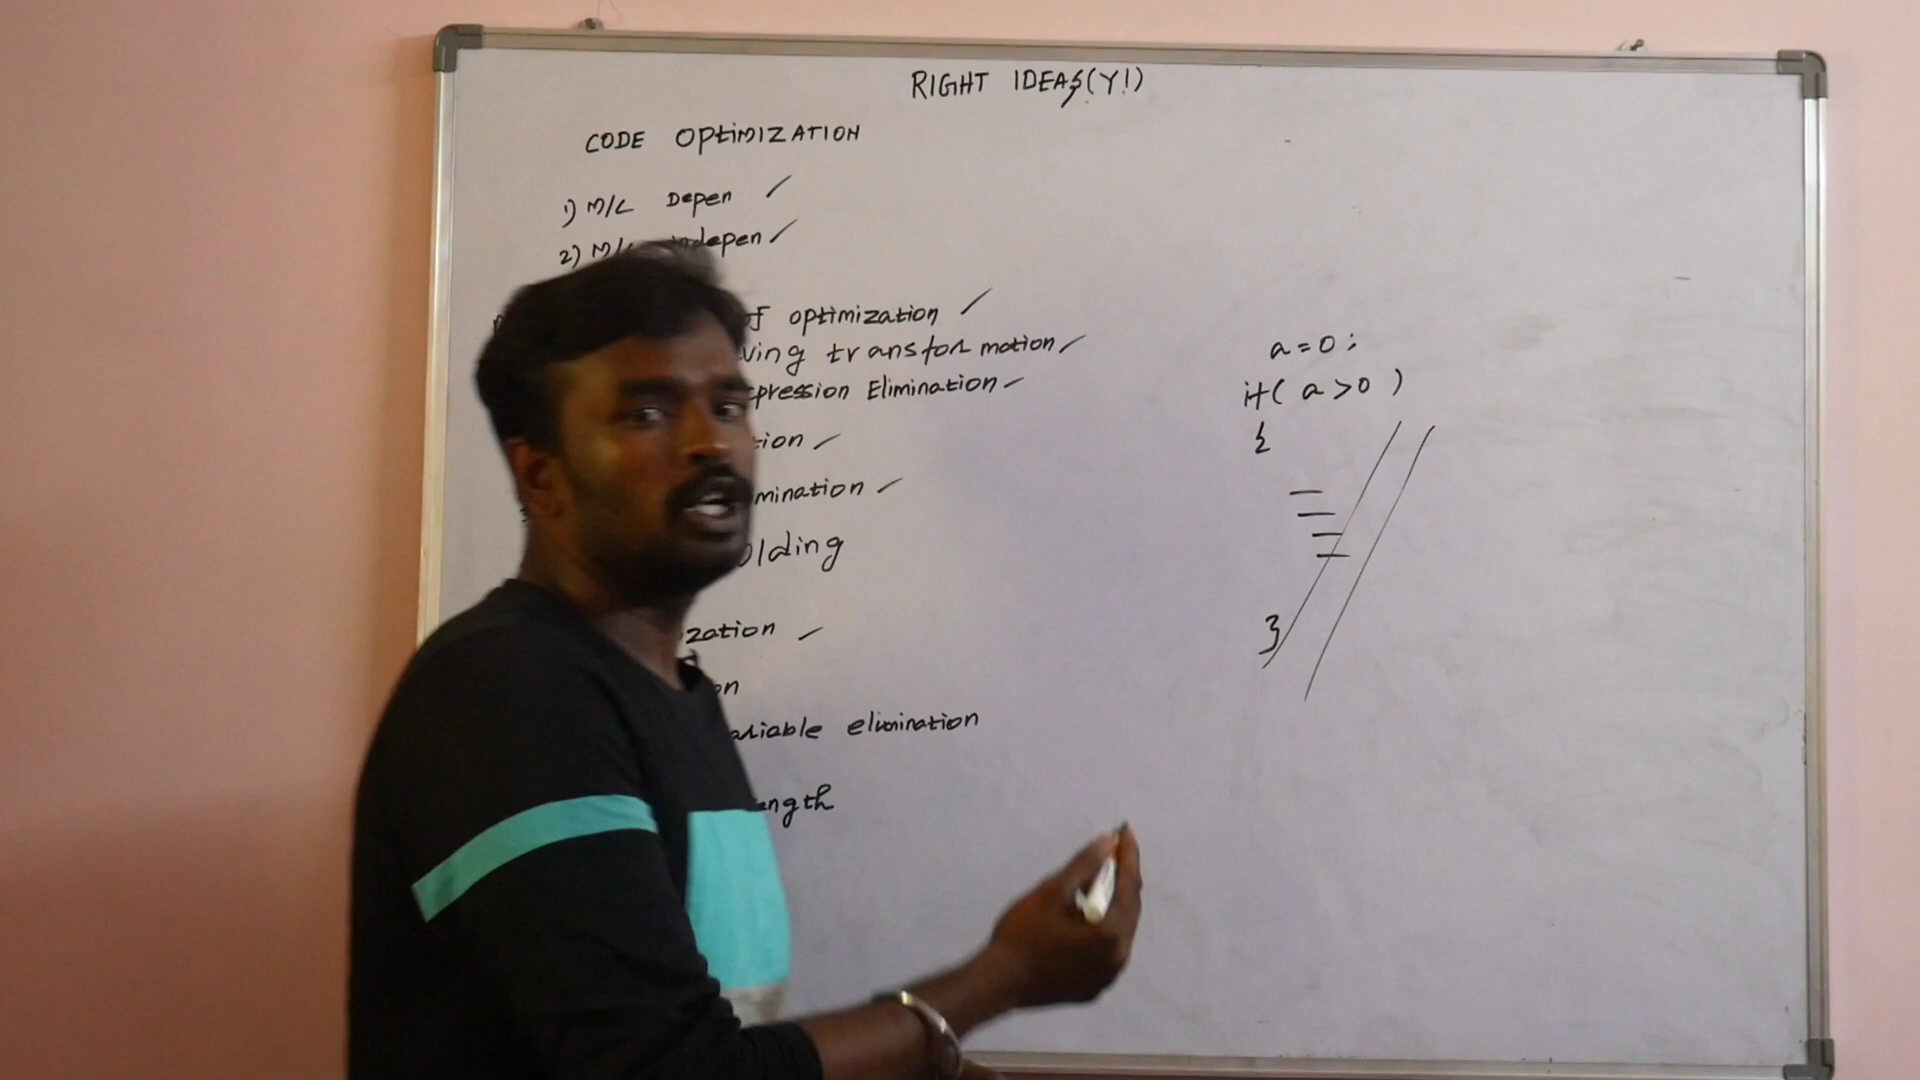 RIGHT IDEAS(Y!)
CODE OPtIMIZATION
1) M/C Depen
2) M/C indepen
of optimization
ving transformation
xpression Elimination
tion
mination
olding
zation
on
ariable elimination
ength
a=0;
if( a>0 )
{
}